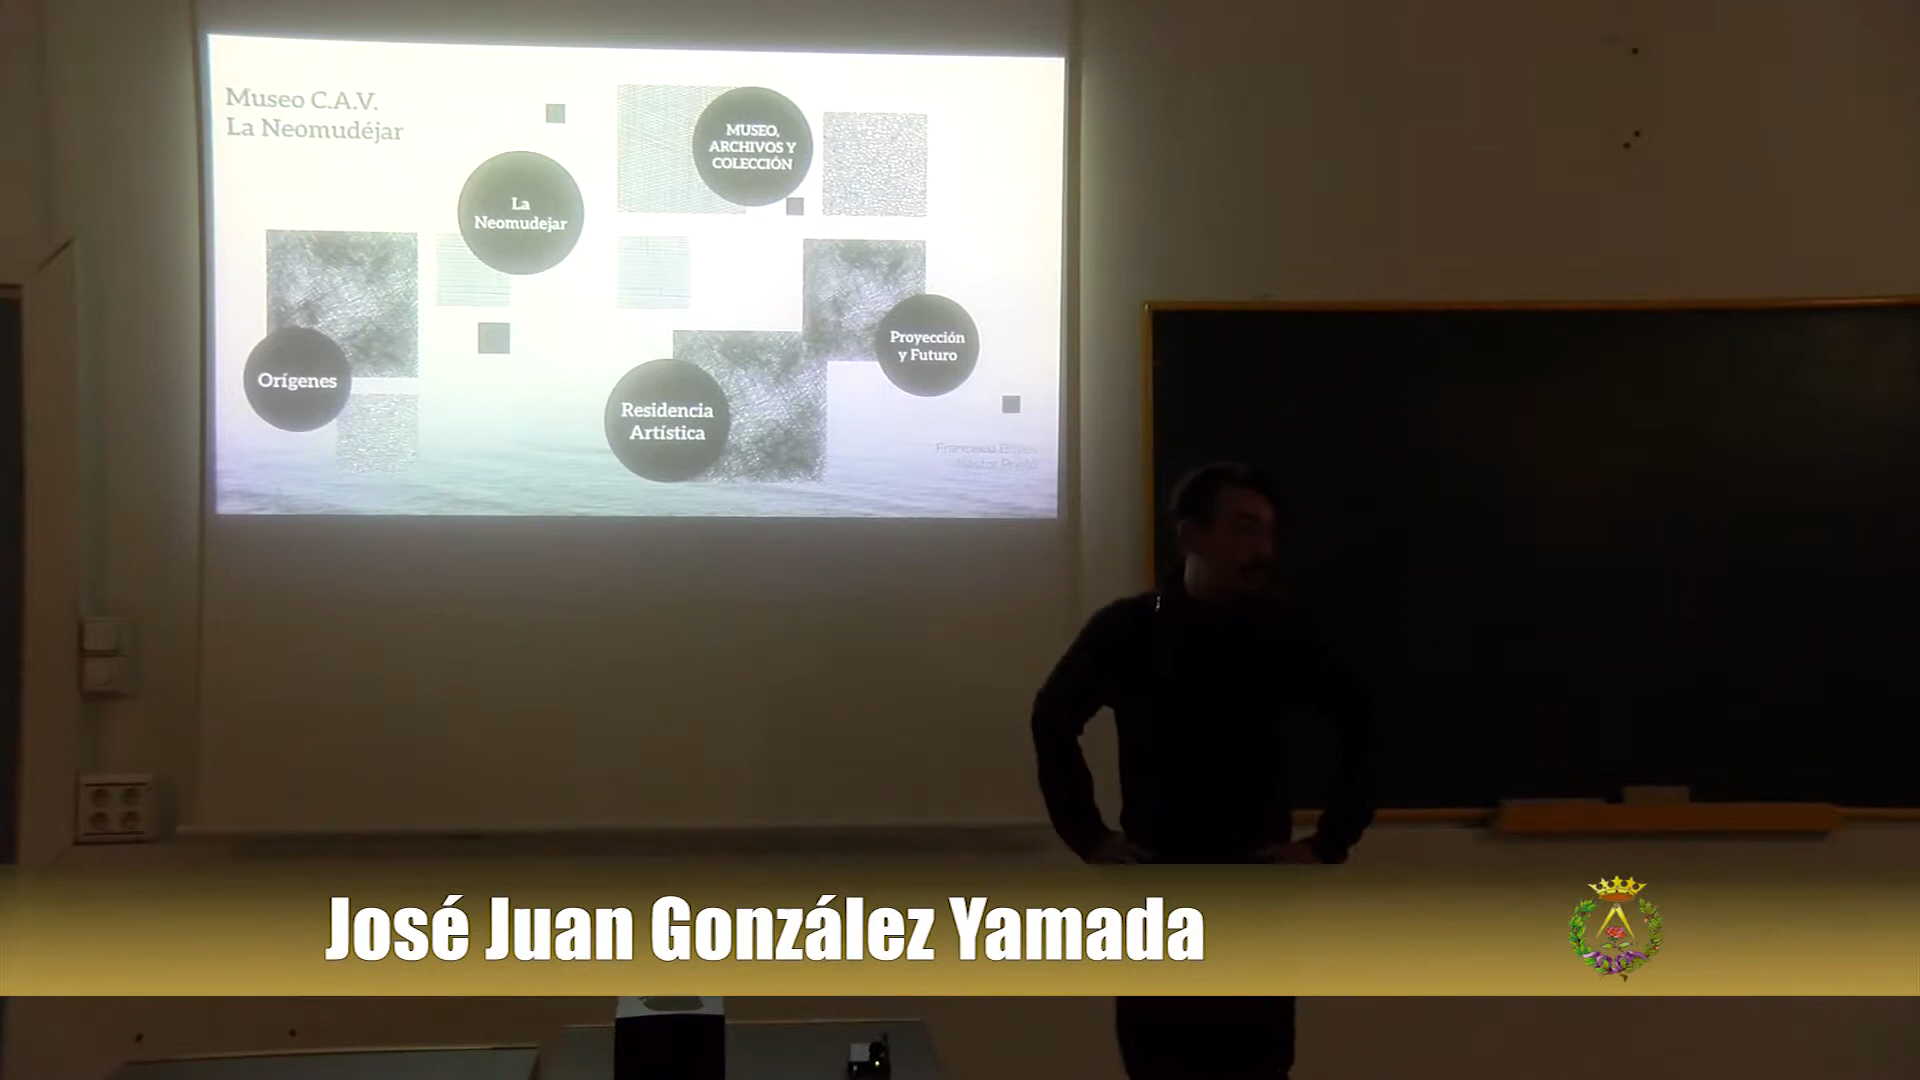 Museo C.A.V.
La Neomudéjar
MUSEO,
ARCHIVOS Y
COLECCIÓN
La
Neomudejar
Proyección
y Futuro
Orígenes
Residencia
Artística
José Juan González Yamada